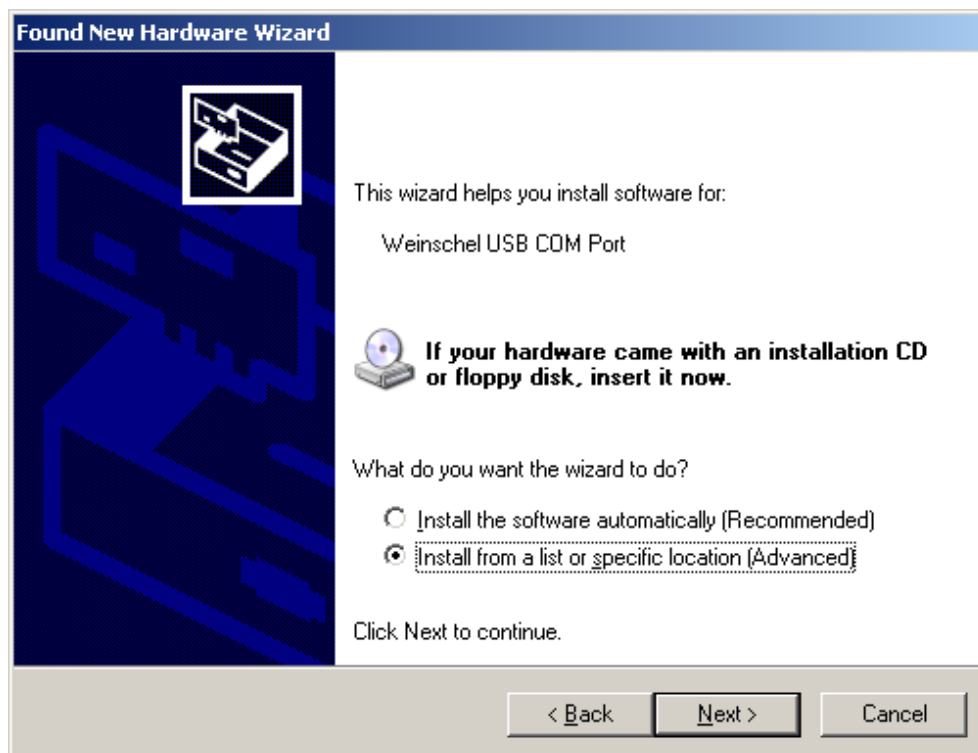 Found New Hardware Wizard
This wizard helps you install software for:
Weinschel USB COM Port
If your hardware came with an installation CD
or floppy disk, insert it now.
What do you want the wizard to do?
Install the software automatically (Recommended)
Install from a list or specific location (Advanced)
Click Next to continue.
< Back
Next >
Cancel